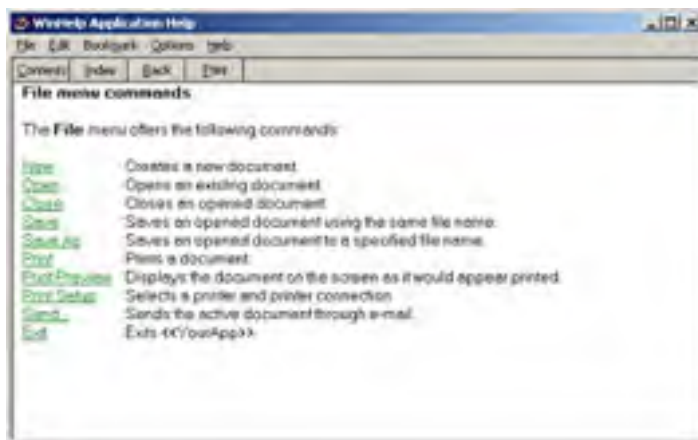 WinHelp Application Help
File Edit Bookmark Options Help
Contents Index Back Print
File menu commands
The File menu offers the following commands:
New Creates a new document.
Open Opens an existing document.
Close Closes an opened document.
Save Saves an opened document using the same file name.
Save As Saves an opened document to a specified file name.
Print Prints a document.
Print Preview Displays the document on the screen as it would appear printed.
Print Setup Selects a printer and printer connection.
Send... Sends the active document through e-mail.
Exit Exits <<YourApp>>.